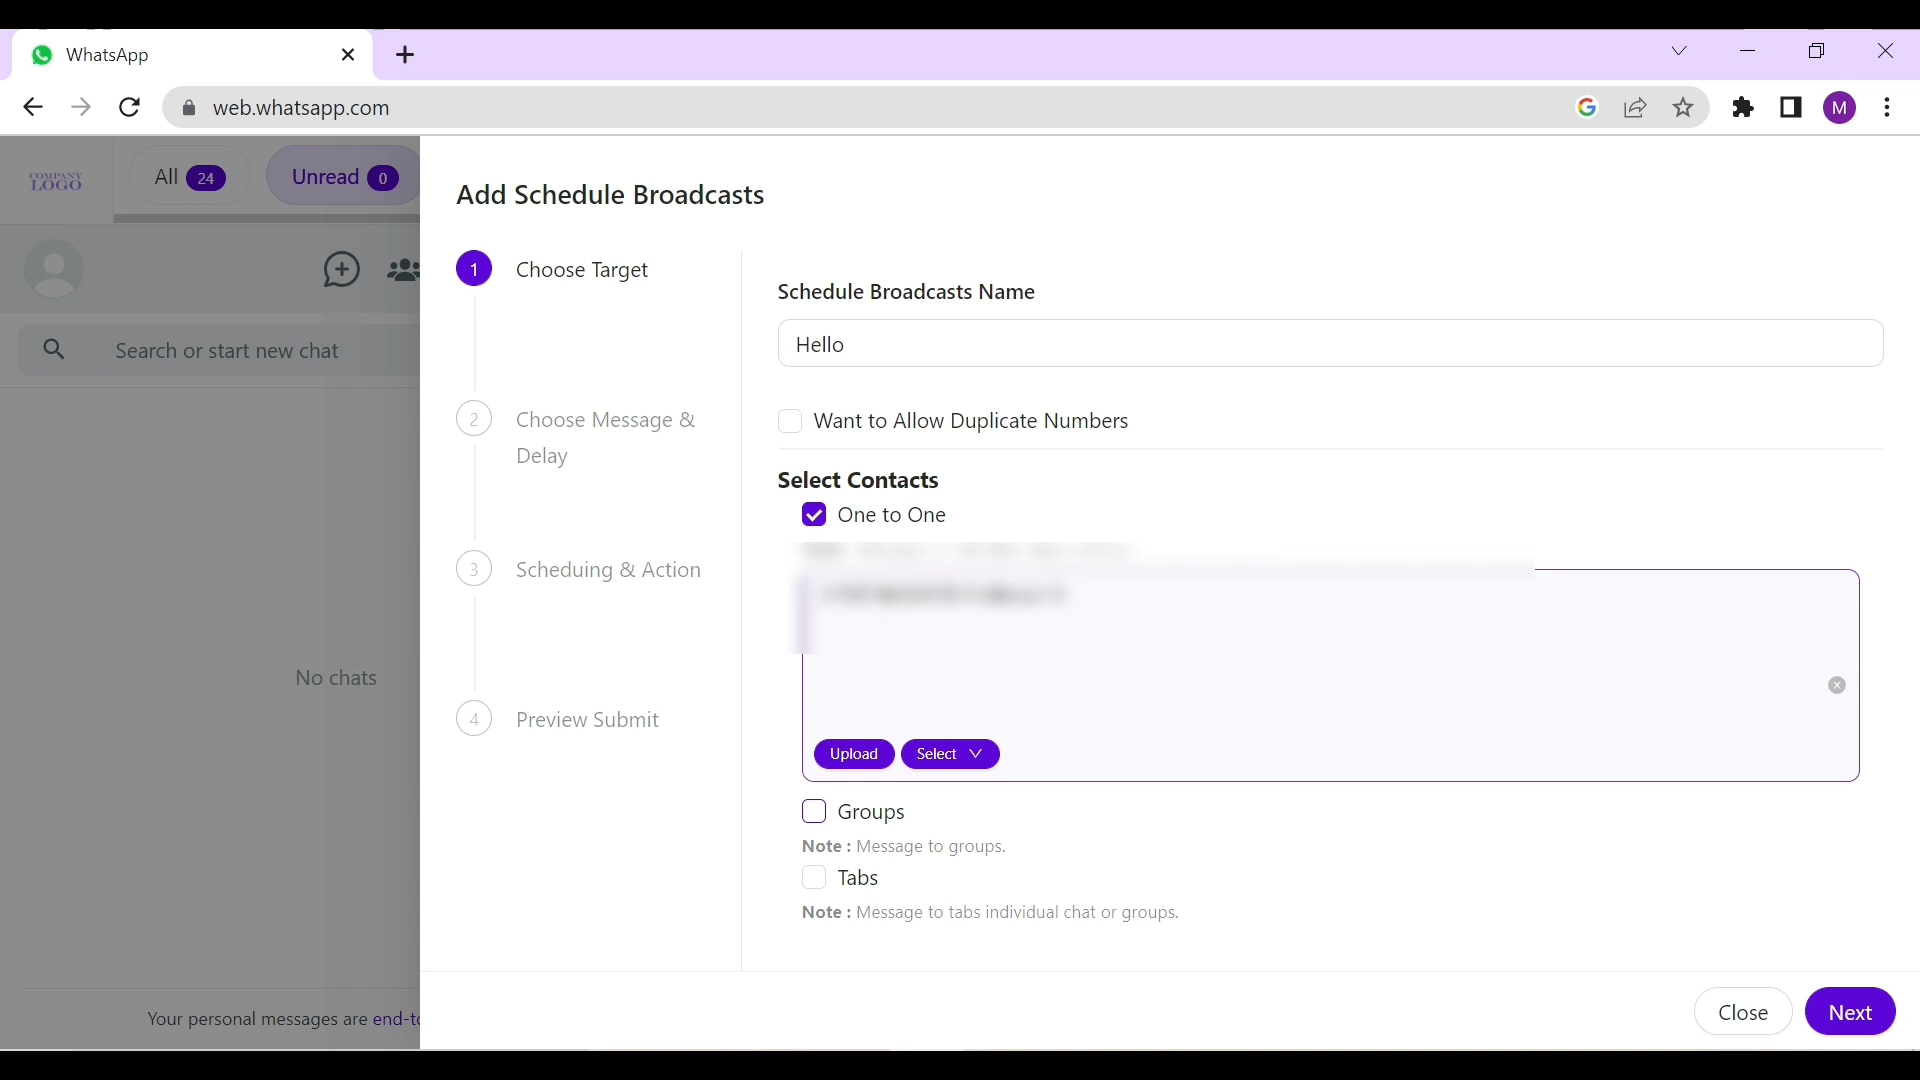 WhatsApp
web.whatsapp.com
M
COMPANY
LOGO
All 24
Unread 0
Search or start new chat
No chats
Your personal messages are end-to
Add Schedule Broadcasts
1 Choose Target
2 Choose Message &
Delay
3 Scheduing & Action
4 Preview Submit
Schedule Broadcasts Name
Hello
Want to Allow Duplicate Numbers
Select Contacts
One to One
Upload Select
Groups
Note : Message to groups.
Tabs
Note : Message to tabs individual chat or groups.
Close Next